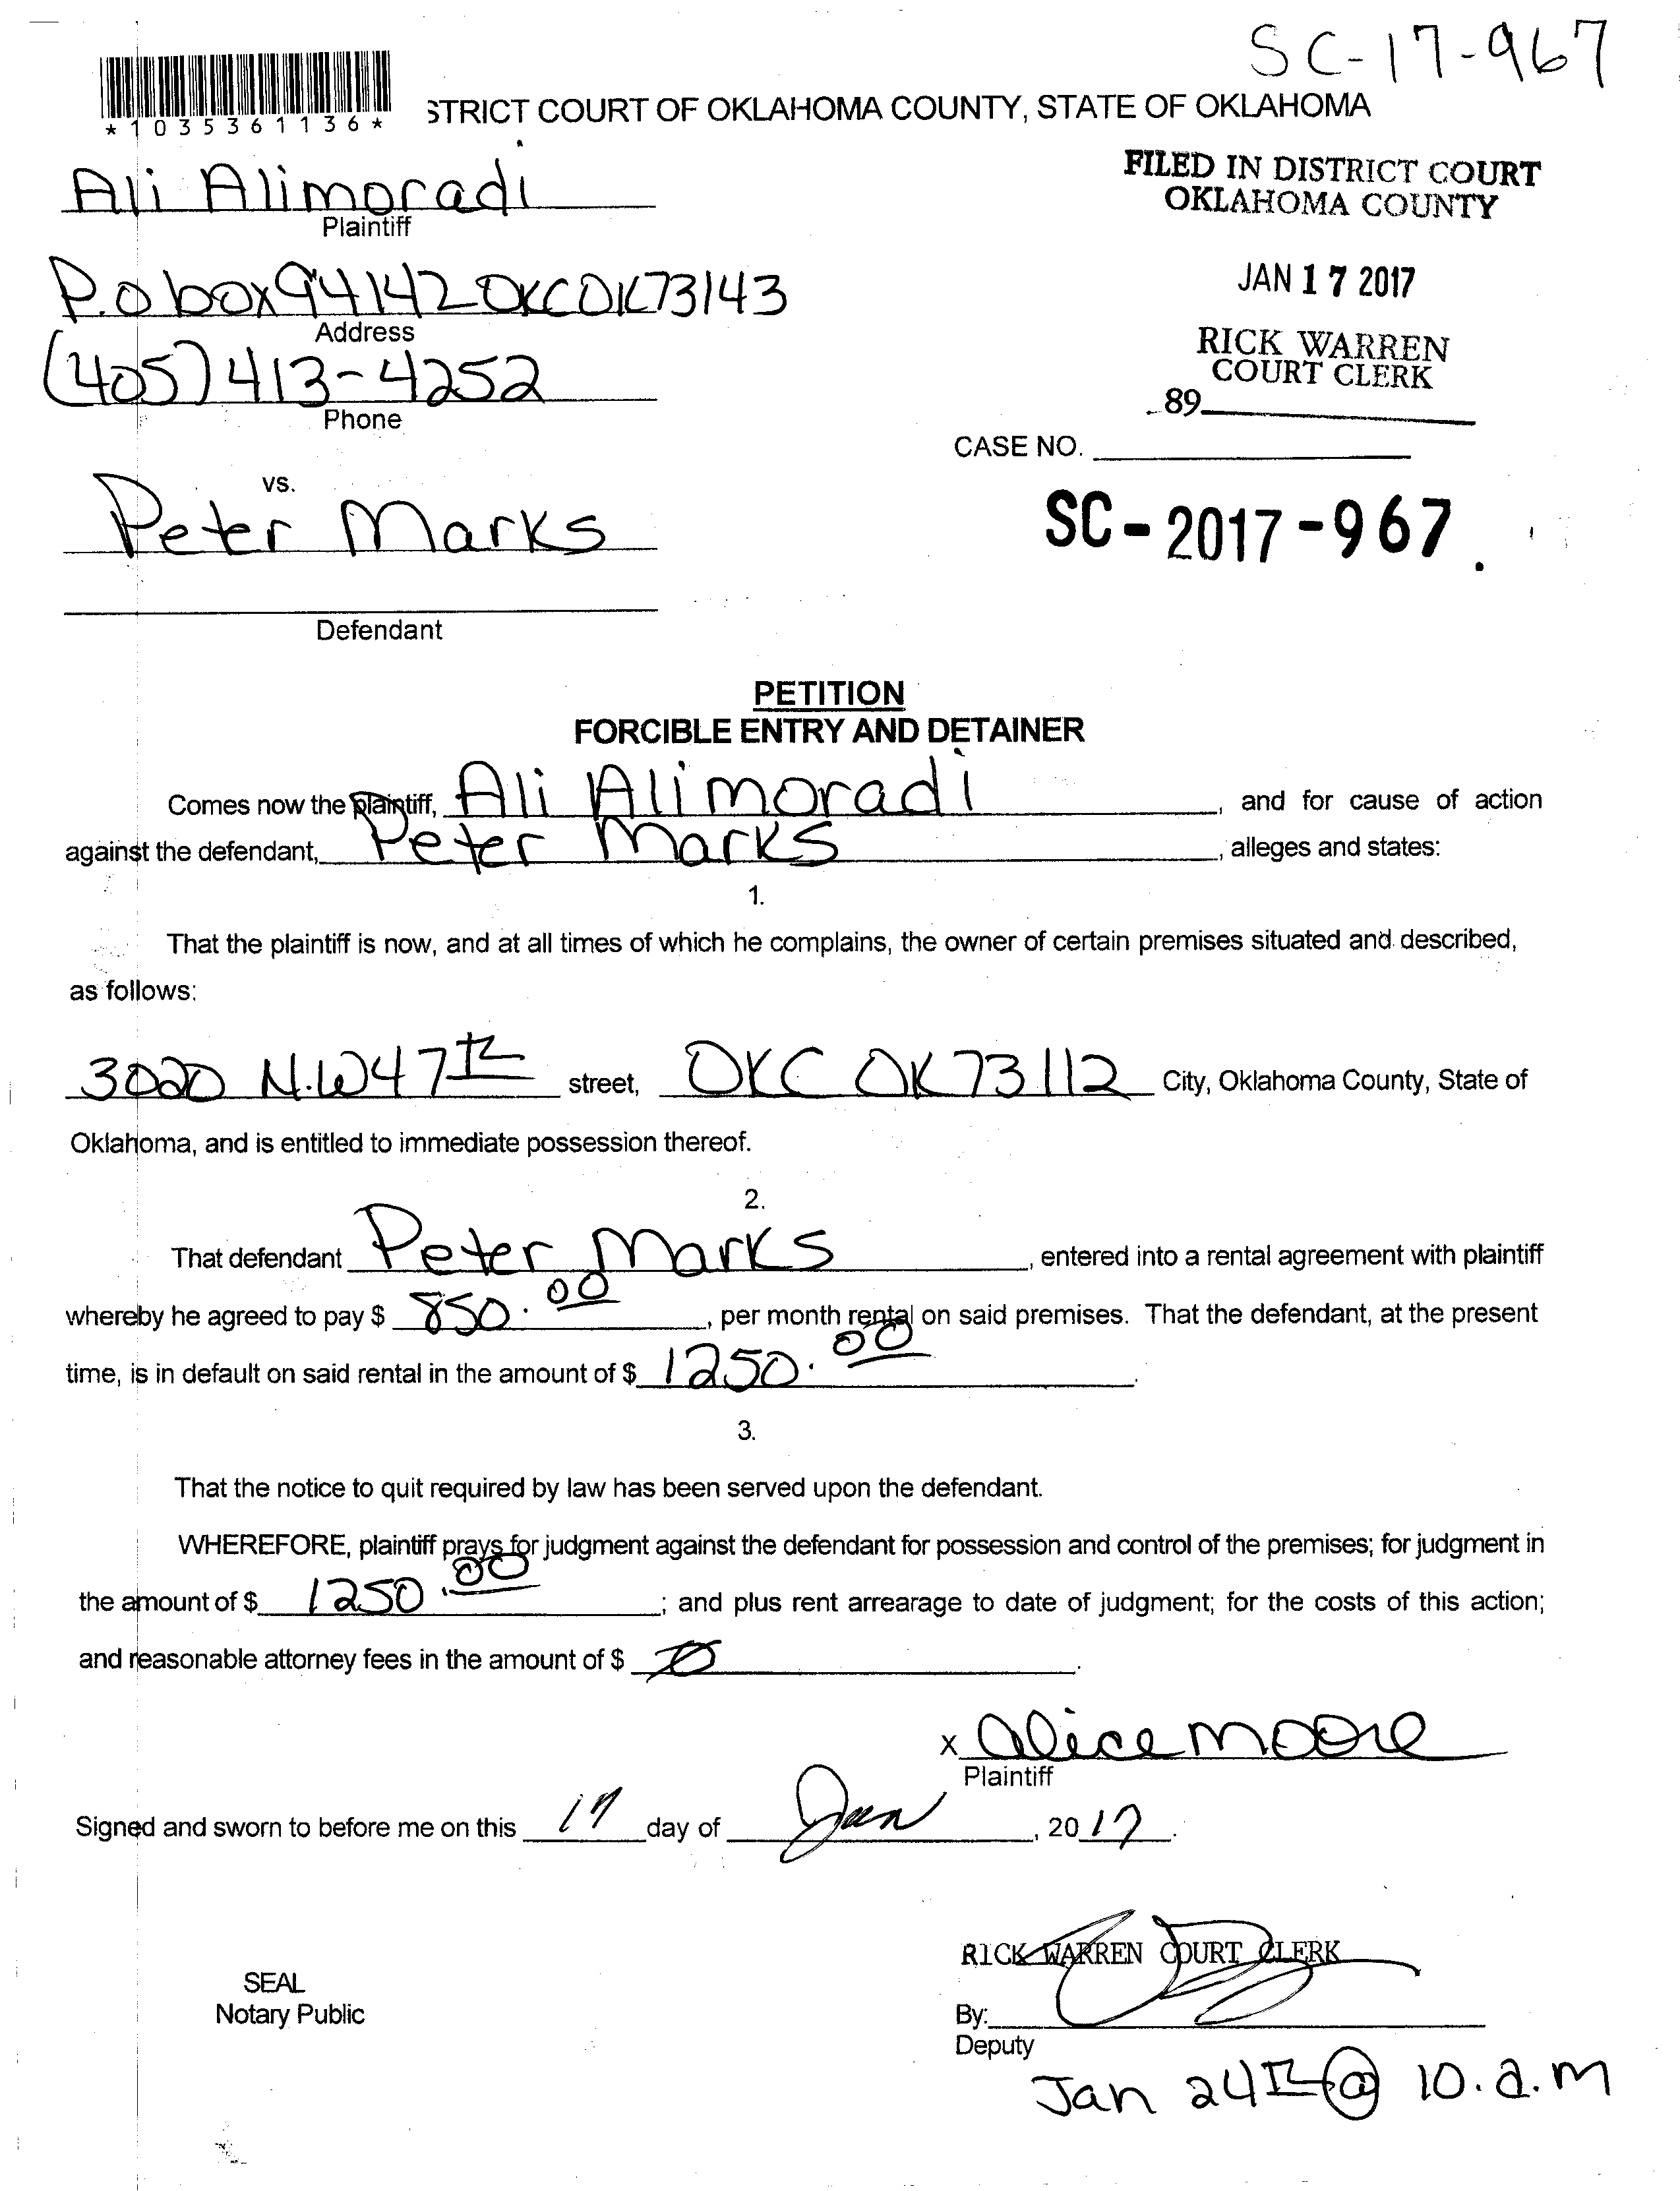 SC-17-967
*1035361136*
STRICT COURT OF OKLAHOMA COUNTY, STATE OF OKLAHOMA
Ali Alimoradi
Plaintiff
FILED IN DISTRICT COURT
OKLAHOMA COUNTY
P.O box 94142 OKC OK 73143
Address
JAN 17 2017
(405) 413-4252
Phone
RICK WARREN
COURT CLERK
89
CASE NO.
vs.
Peter Marks
SC-2017-967.
Defendant
PETITION
FORCIBLE ENTRY AND DETAINER
Comes now the plaintiff, Ali Alimoradi, and for cause of action
against the defendant, Peter Marks, alleges and states:
1.
That the plaintiff is now, and at all times of which he complains, the owner of certain premises situated and described,
as follows:
3020 N.W 47th street, OKC OK 73112 City, Oklahoma County, State of
Oklahoma, and is entitled to immediate possession thereof.
2.
That defendant Peter Marks, entered into a rental agreement with plaintiff
whereby he agreed to pay $ 850.00, per month rental on said premises. That the defendant, at the present
time, is in default on said rental in the amount of $ 1250.00.
3.
That the notice to quit required by law has been served upon the defendant.
WHEREFORE, plaintiff prays for judgment against the defendant for possession and control of the premises; for judgment in
the amount of $ 1250.00; and plus rent arrearage to date of judgment; for the costs of this action;
and reasonable attorney fees in the amount of $
x Alice Moore
Plaintiff
Signed and sworn to before me on this 17 day of Jan, 2017.
RICK WARREN COURT CLERK
SEAL
Notary Public
By:
Deputy
Jan 24th @ 10.a.m